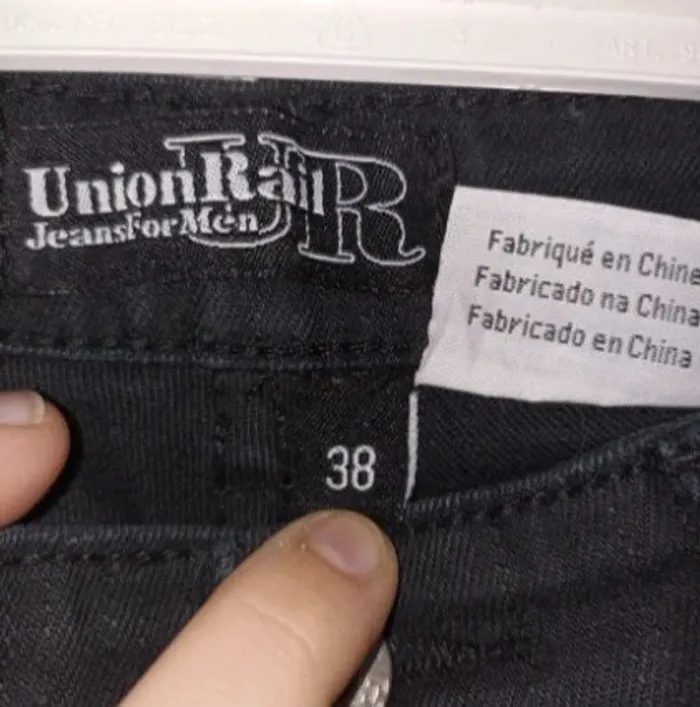 UnionRail
JeansForMen
UR
Fabriqué en Chine
Fabricado na China
Fabricado en China
38